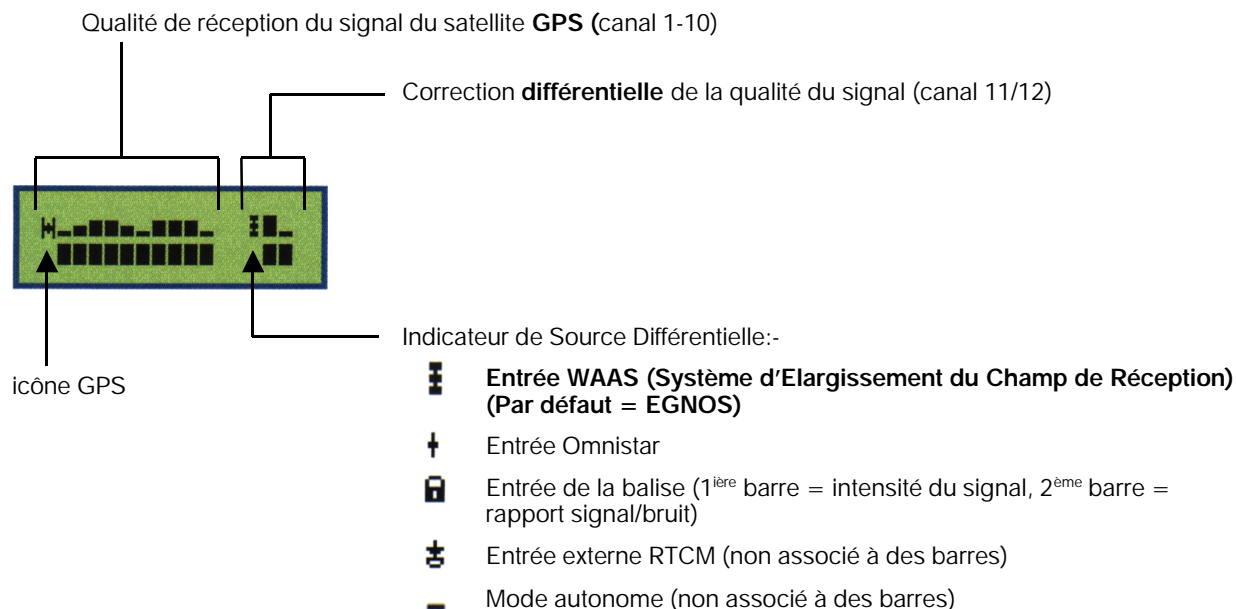 Qualité de réception du signal du satellite GPS (canal 1-10)
Correction différentielle de la qualité du signal (canal 11/12)
Indicateur de Source Différentielle:-
icône GPS
Entrée WAAS (Système d'Elargissement du Champ de Réception)
(Par défaut = EGNOS)
Entrée Omnistar
Entrée de la balise (1ière barre = intensité du signal, 2ème barre =
rapport signal/bruit)
Entrée externe RTCM (non associé à des barres)
Mode autonome (non associé à des barres)